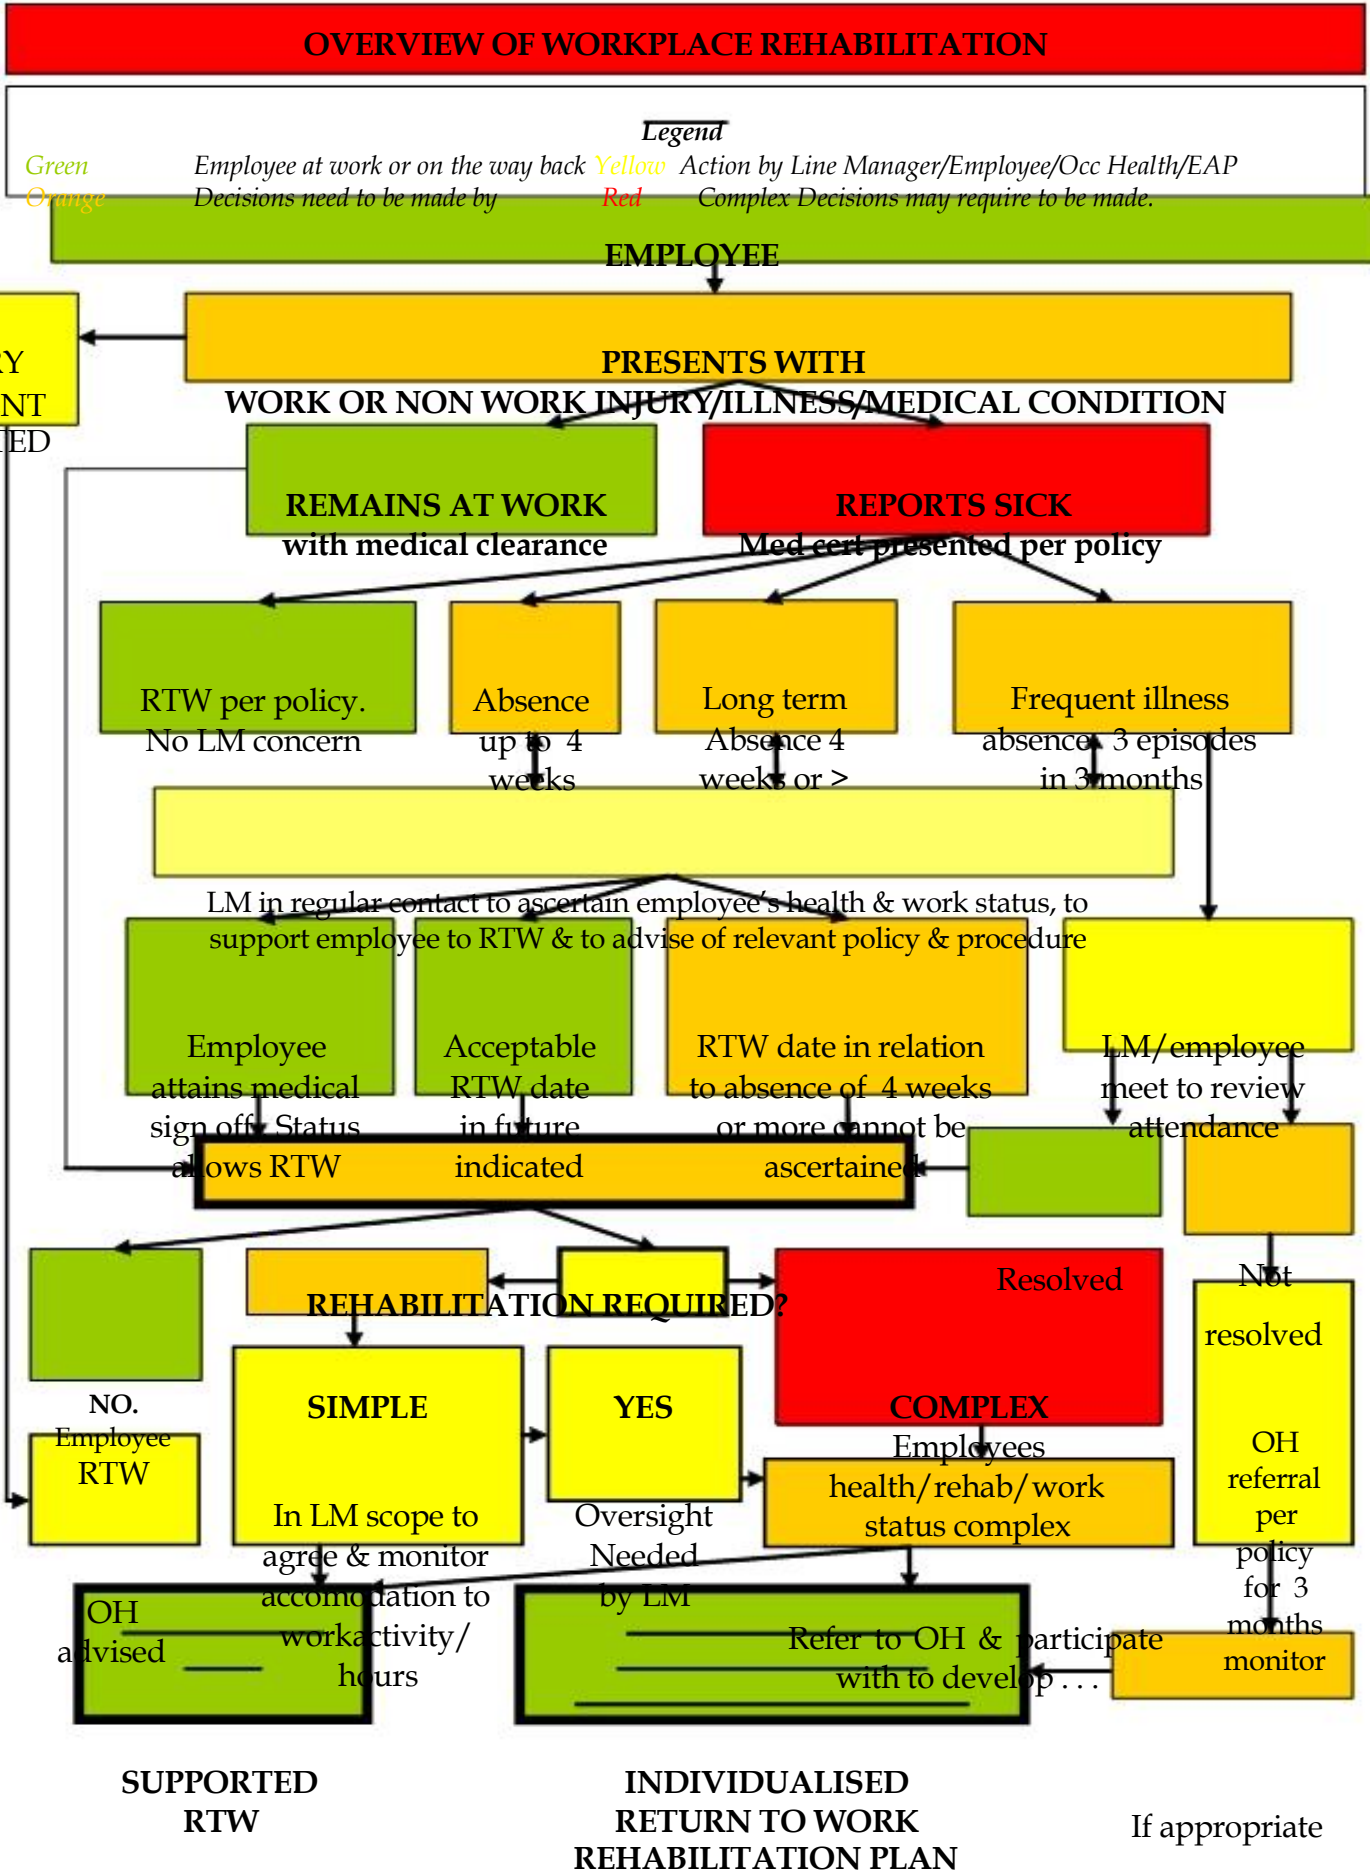 OVERVIEW OF WORKPLACE REHABILITATION
Legend
Green Employee at work or on the way back Yellow Action by Line Manager/Employee/Occ Health/EAP
Orange Decisions need to be made by Red Complex Decisions may require to be made.
EMPLOYEE
PRESENTS WITH
WORK OR NON WORK INJURY/ILLNESS/MEDICAL CONDITION
RY
NT
TED
REMAINS AT WORK
with medical clearance
REPORTS SICK
Med cert presented per policy
RTW per policy.
No LM concern
Absence
up to 4
weeks
Long term
Absence 4
weeks or >
Frequent illness
absence, 3 episodes
in 3 months
LM in regular contact to ascertain employee's health & work status, to
support employee to RTW & to advise of relevant policy & procedure
Employee
attains medical
sign off. Status
allows RTW
Acceptable
RTW date
in future
indicated
RTW date in relation
to absence of 4 weeks
or more cannot be
ascertained
LM/employee
meet to review
attendance
Resolved
Not
resolved
REHABILITATION REQUIRED?
NO.
Employee
RTW
SIMPLE
YES
COMPLEX
Employees
health/rehab/work
status complex
OH
referral
per
policy
for 3
months
monitor
In LM scope to
agree & monitor
accomodation to
workactivity/
hours
Oversight
Needed
by LM
OH
advised
Refer to OH & participate
with to develop . . .
SUPPORTED
RTW
INDIVIDUALISED
RETURN TO WORK
REHABILITATION PLAN
If appropriate